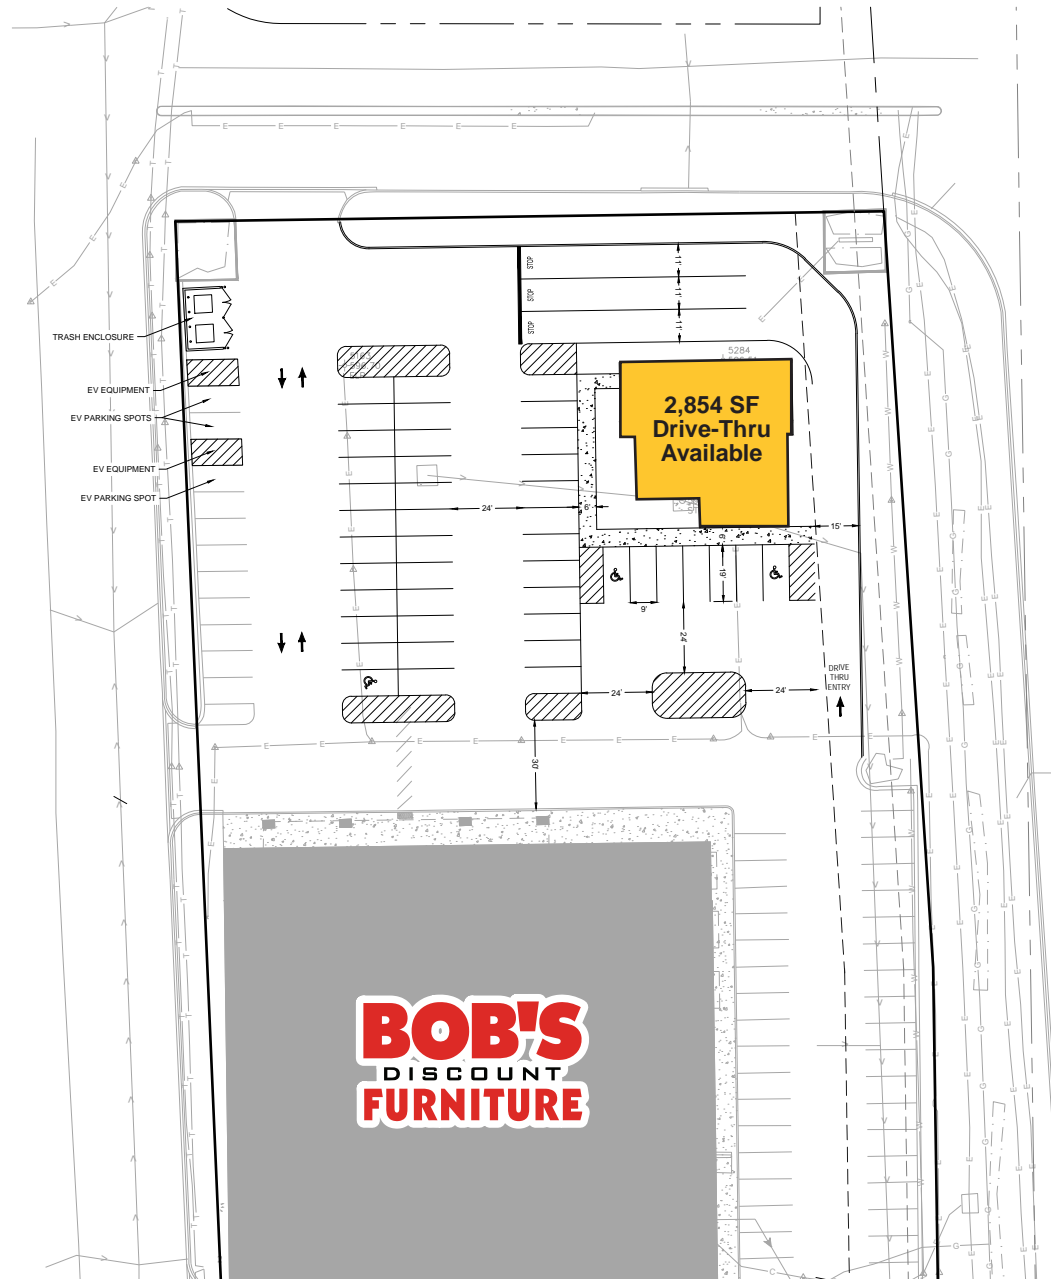 STOP
STOP
STOP
11'
11'
11'
TRASH ENCLOSURE
EV EQUIPMENT
EV PARKING SPOTS
EV EQUIPMENT
EV PARKING SPOT
5284
2,854 SF
Drive-Thru
Available
24'
6'
15'
6'
19'
9'
24'
24'
24'
DRIVE
THRU
ENTRY
30'
BOB'S
DISCOUNT
FURNITURE